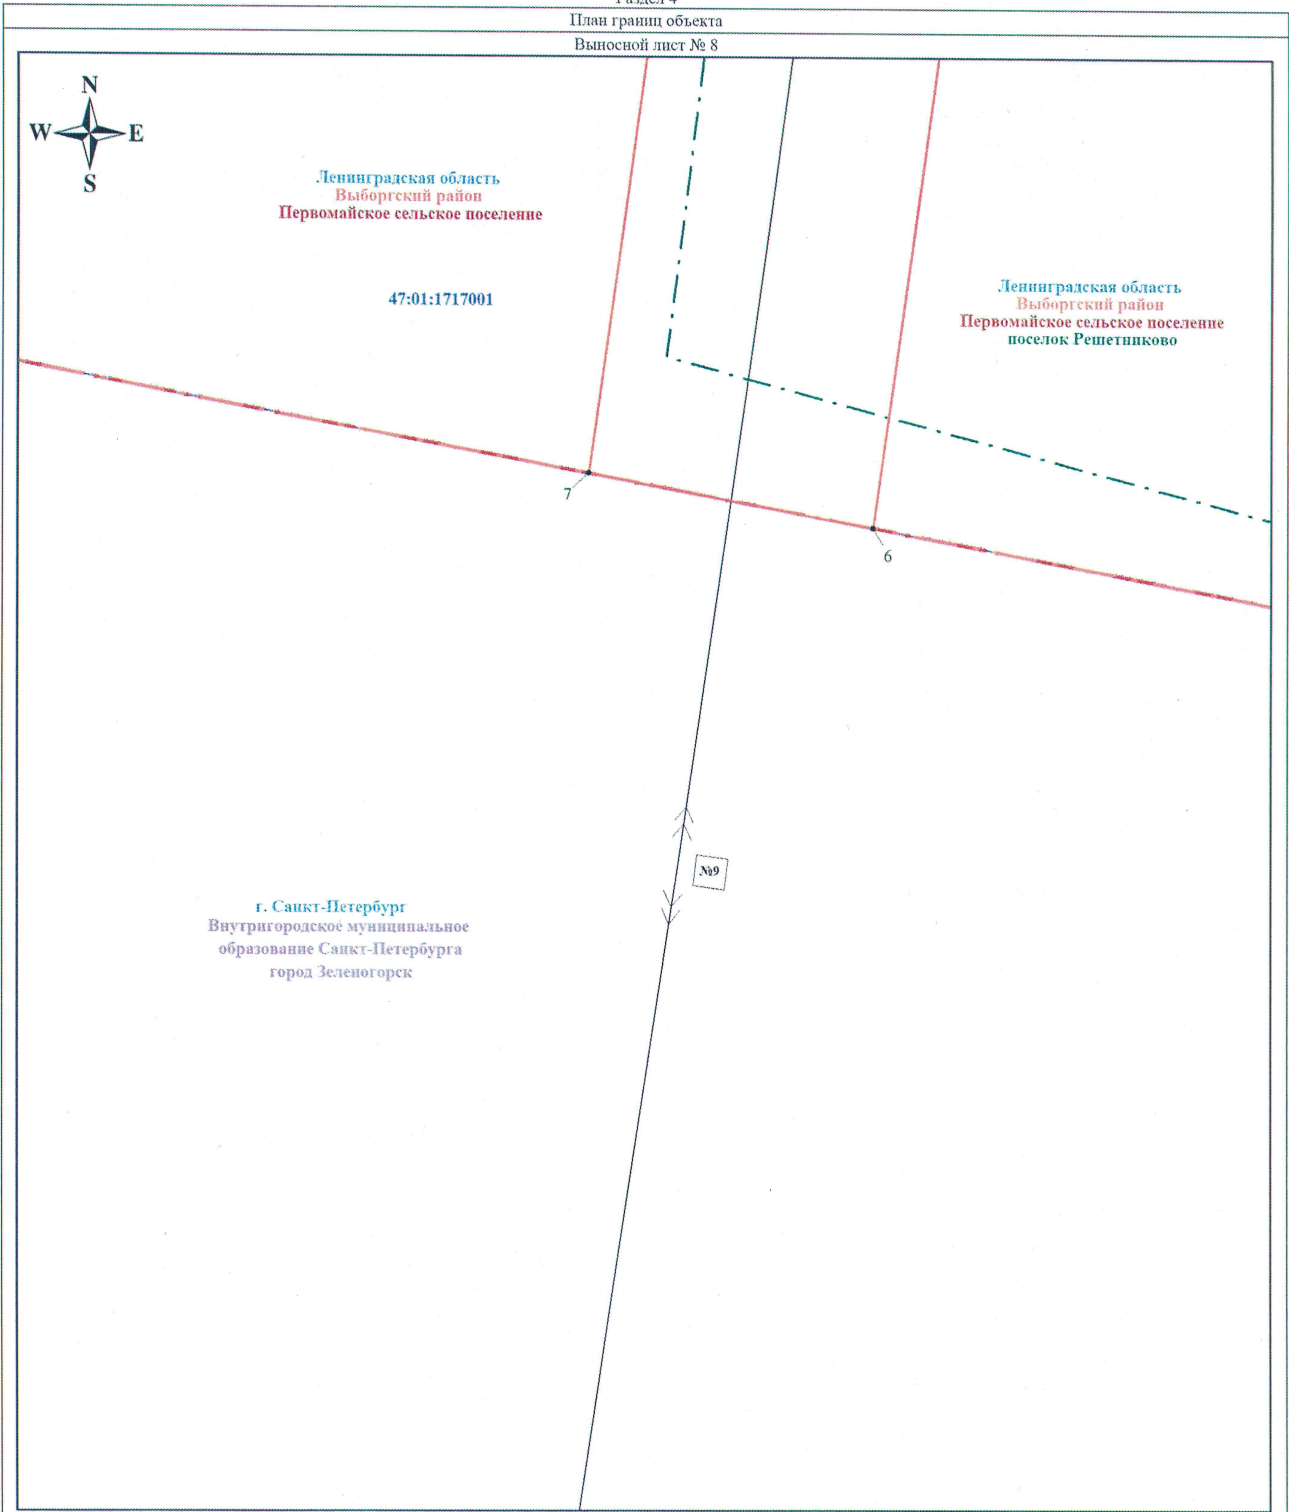 Раздел 4
План границ объекта
Выносной лист № 8
N
W E
S
Ленинградская область
Выборгский район
Первомайское сельское поселение
47:01:1717001
Ленинградская область
Выборгский район
Первомайское сельское поселение
поселок Решетниково
7
6
№9
г. Санкт-Петербург
Внутригородское муниципальное
образование Санкт-Петербурга
город Зеленогорск